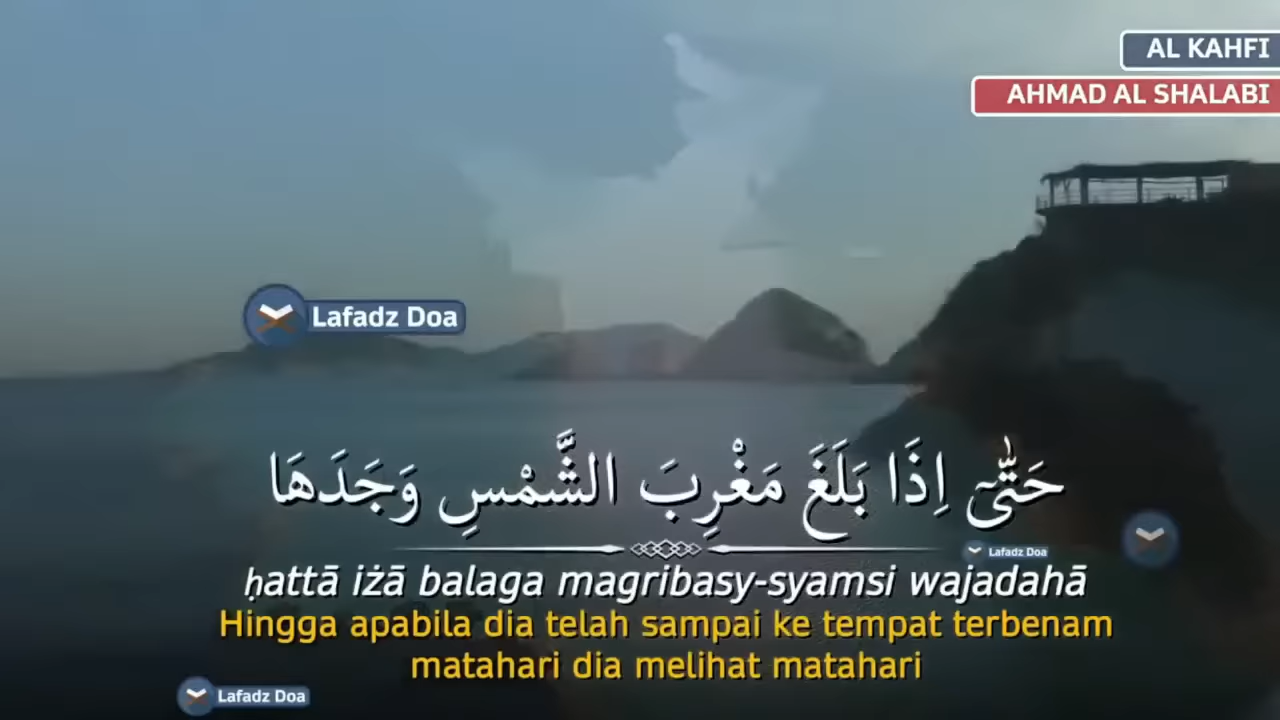 AL KAHFI
AHMAD AL SHALABI
Lafadz Doa
حَتّٰٓى اِذَا بَلَغَ مَغْرِبَ الشَّمْسِ وَجَدَهَا
Lafadz Doa
ḥattā iżā balaga magribasy-syamsi wajadahā
Hingga apabila dia telah sampai ke tempat terbenam
matahari dia melihat matahari
Lafadz Doa